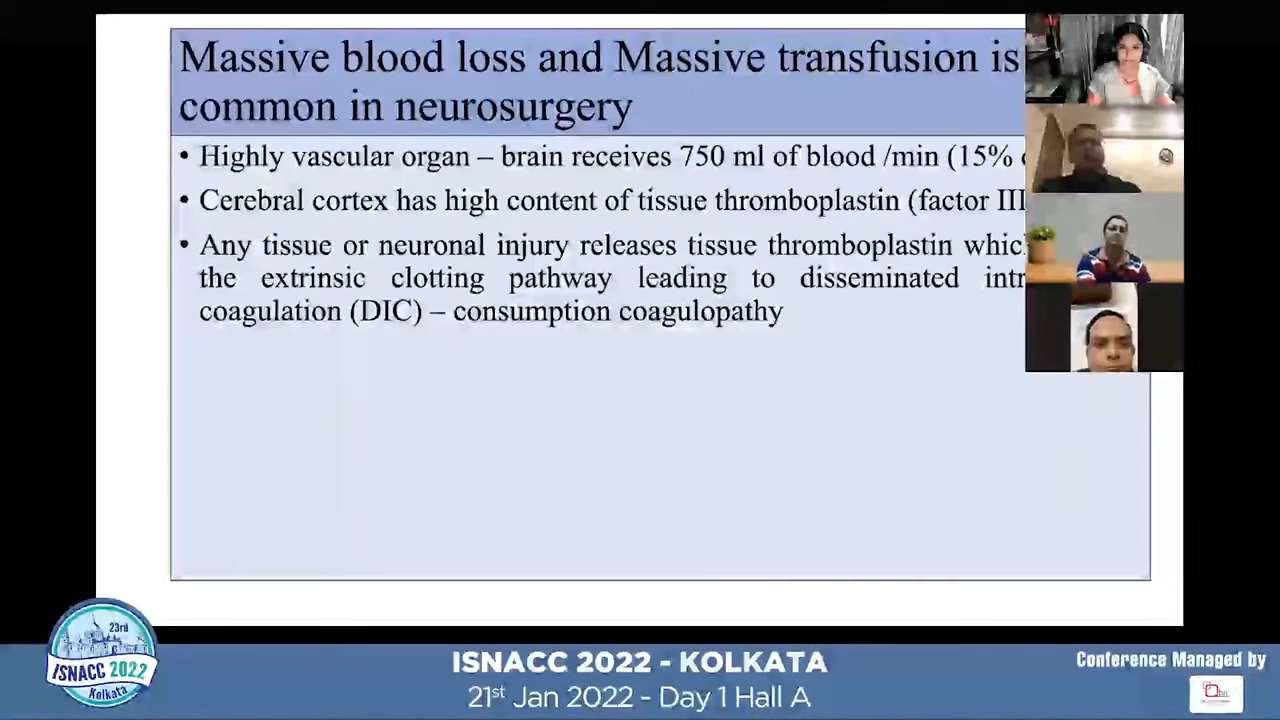 Massive blood loss and Massive transfusion is
common in neurosurgery
• Highly vascular organ – brain receives 750 ml of blood /min (15%
• Cerebral cortex has high content of tissue thromboplastin (factor III
• Any tissue or neuronal injury releases tissue thromboplastin
the extrinsic clotting pathway leading to disseminated
coagulation (DIC) – consumption coagulopathy
23rd
ISNACC 2022
Kolkata
ISNACC 2022 - KOLKATA
21st Jan 2022 - Day 1 Hall A
Conference Managed by